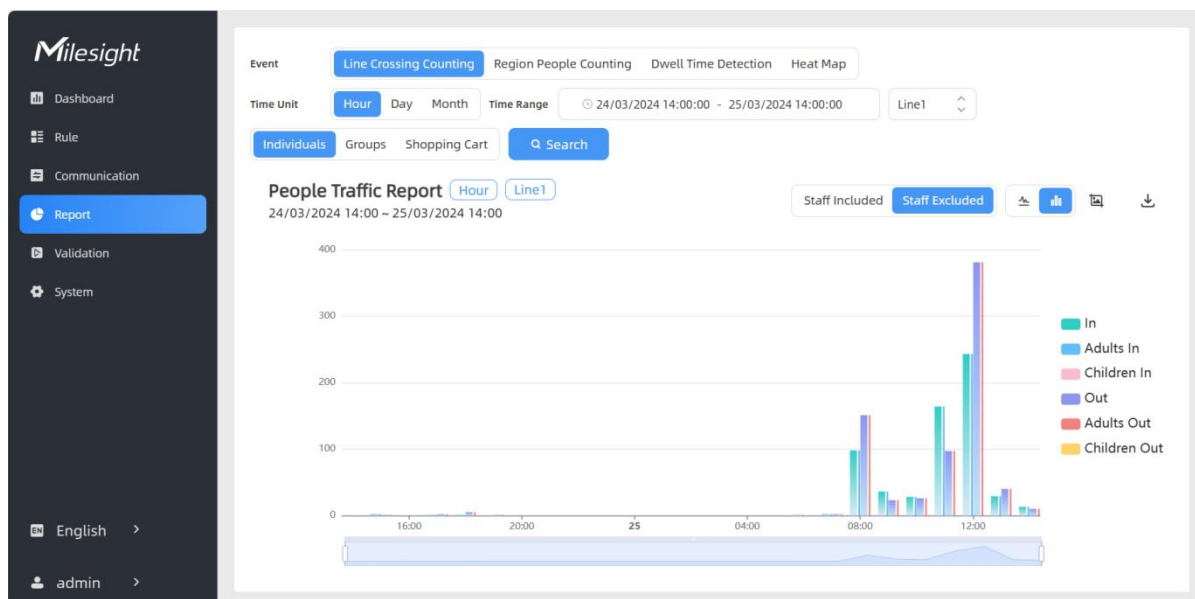 Milesight
Dashboard
Rule
Communication
Report
Validation
System
EN English >
admin >
Event Line Crossing Counting Region People Counting Dwell Time Detection Heat Map
Time Unit Hour Day Month Time Range 24/03/2024 14:00:00 - 25/03/2024 14:00:00 Line1
Individuals Groups Shopping Cart Search
People Traffic Report Hour Line1
24/03/2024 14:00 ~ 25/03/2024 14:00
Staff Included Staff Excluded
400
300
200
100
0
16:00 20:00 25 04:00 08:00 12:00
In
Adults In
Children In
Out
Adults Out
Children Out